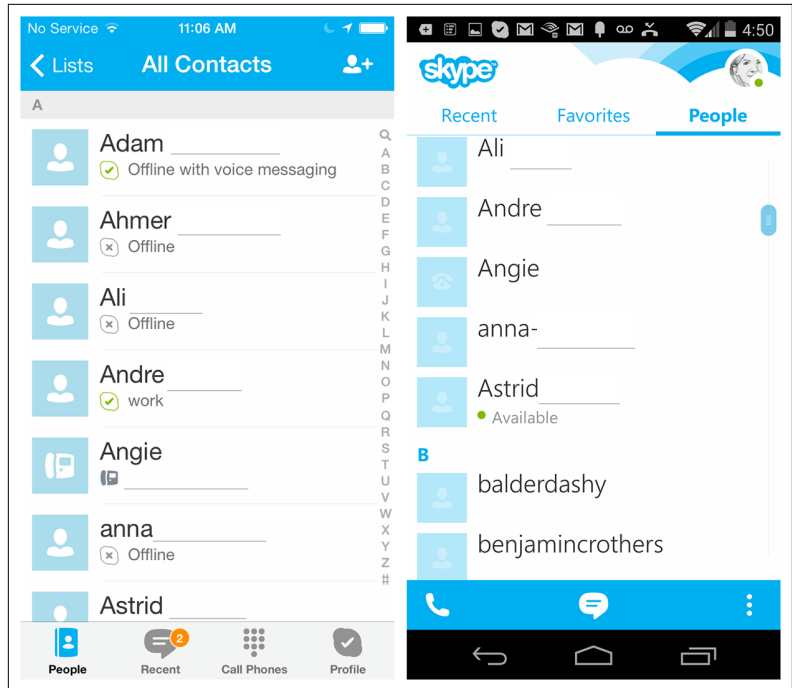 No Service 11:06 AM
Lists All Contacts
A
Adam
Offline with voice messaging
Ahmer
Offline
Ali
Offline
Andre
work
Angie
anna
Offline
Astrid
A
B
C
D
E
F
G
H
I
J
K
L
M
N
O
P
Q
R
S
T
U
V
W
X
Y
Z
#
2
People Recent Call Phones Profile
4:50
skype
Recent Favorites People
Ali
Andre
Angie
anna-
Astrid
Available
B
balderdashy
benjamincrothers